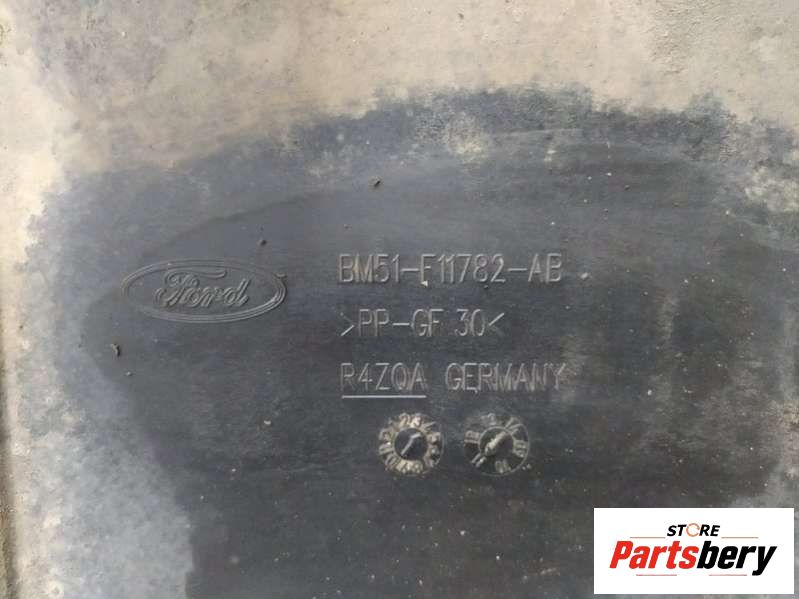 Ford
BM51-F11782-AB
>PP-GF 30<
R4ZQA GERMANY
STORE
Partsbery